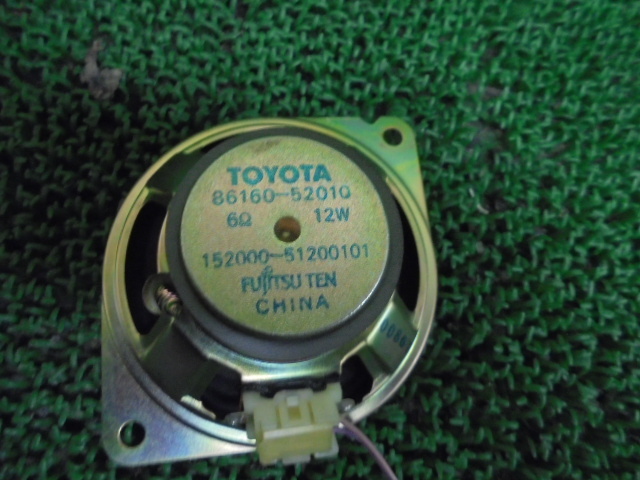 TOYOTA
86160-52010
6Ω 12W
152000-51200101
FUJITSU TEN
CHINA